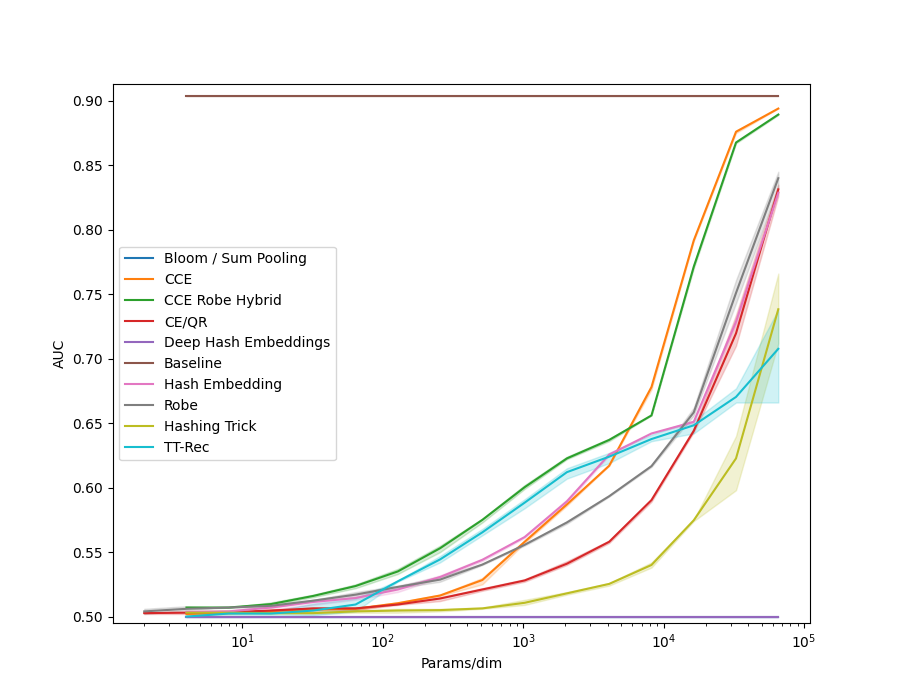 0.90
0.85
0.80
0.75
0.70
0.65
0.60
0.55
0.50
AUC
Bloom / Sum Pooling
CCE
CCE Robe Hybrid
CE/QR
Deep Hash Embeddings
Baseline
Hash Embedding
Robe
Hashing Trick
TT-Rec
10¹ 10² 10³ 10⁴ 10⁵
Params/dim